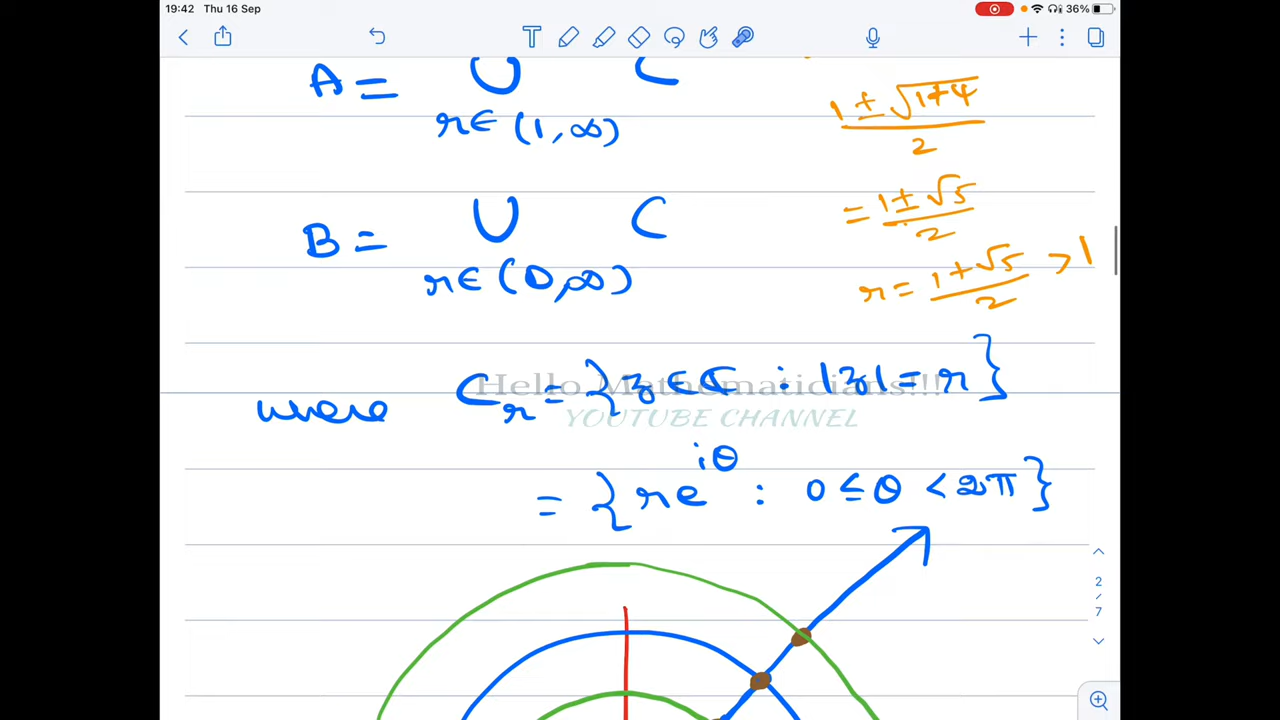 19:42 Thu 16 Sep
36%
A = ∪ C
r∈ (1, ∞)
1 ± √1+4
2
B = ∪ C
r∈ (0, ∞)
= 1 ± √5
2
r = 1 + √5 > 1
2
where C_r = {z ∈ ℂ : |z| = r}
Hello Mathematicians!!!
YOUTUBE CHANNEL
= {re^{iθ} : 0 ≤ θ < 2π}
2
/
7